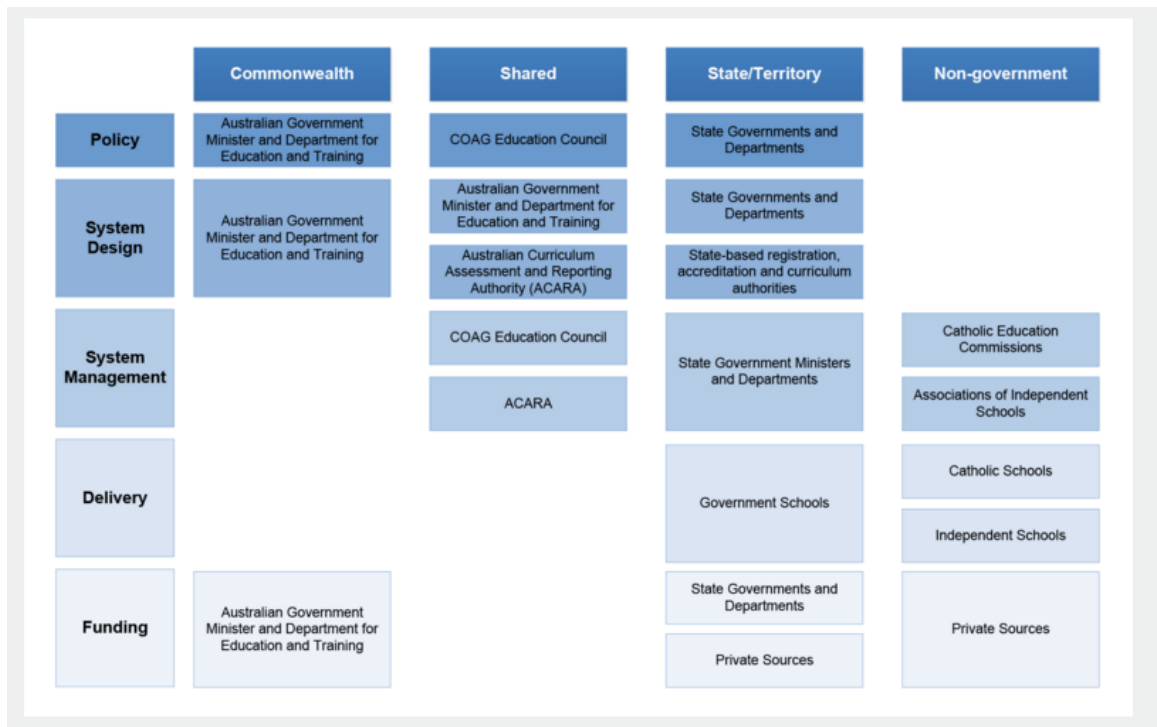 Commonwealth
Shared
State/Territory
Non-government
Policy
Australian Government
Minister and Department for
Education and Training
COAG Education Council
State Governments and
Departments
System
Design
Australian Government
Minister and Department for
Education and Training
Australian Government
Minister and Department for
Education and Training
State Governments and
Departments
Australian Curriculum
Assessment and Reporting
Authority (ACARA)
State-based registration,
accreditation and curriculum
authorities
System
Management
COAG Education Council
ACARA
State Government Ministers
and Departments
Catholic Education
Commissions
Associations of Independent
Schools
Delivery
Government Schools
Catholic Schools
Independent Schools
Funding
Australian Government
Minister and Department for
Education and Training
State Governments and
Departments
Private Sources
Private Sources